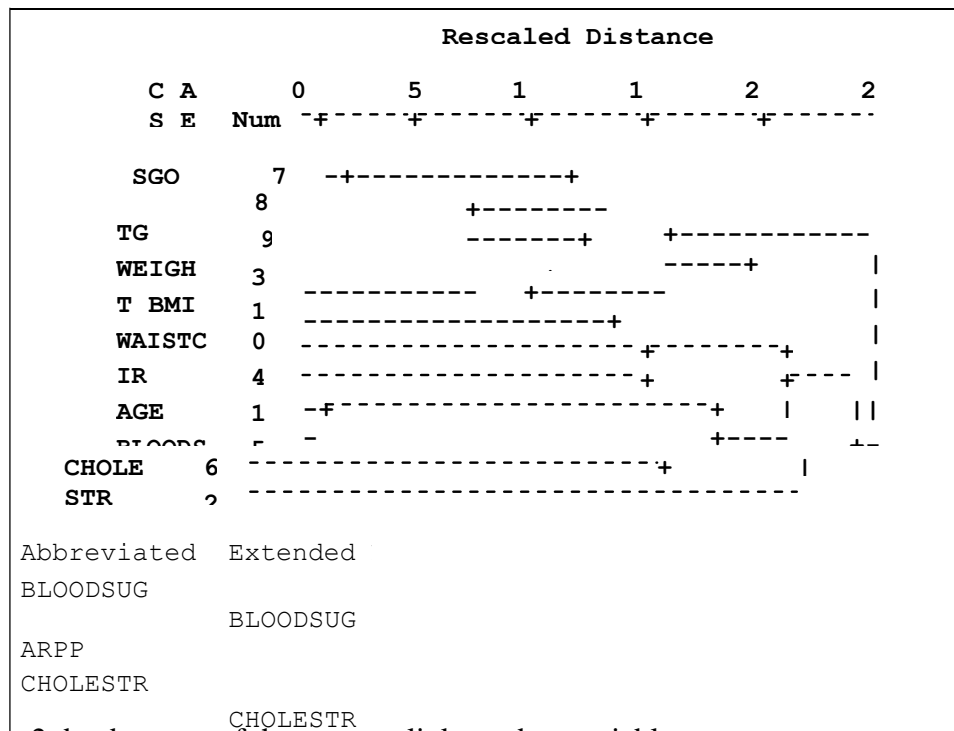 Rescaled Distance
C A 0 5 1 1 2 2
S E Num -+---------+---------+---------+---------+---------
SGO 7 -+-------------+
8 +--------
TG 9 -------+ +------------
WEIGH 3 -----+ |
T BMI 1 ----------- +-------- |
WAISTC 0 |
IR 4 |
AGE 1 | ||
CHOLE 6 |
STR
Abbreviated Extended
BLOODSUG
BLOODSUG
ARPP
CHOLESTR
CHOLESTR